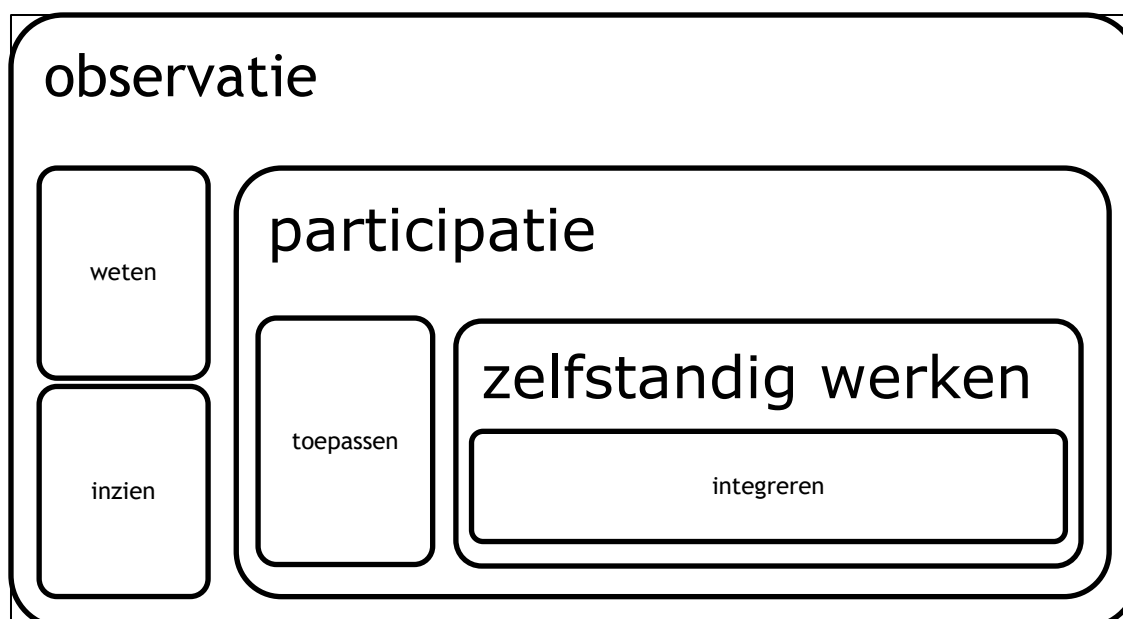 observatie
weten
inzien
participatie
toepassen
zelfstandig werken
integreren